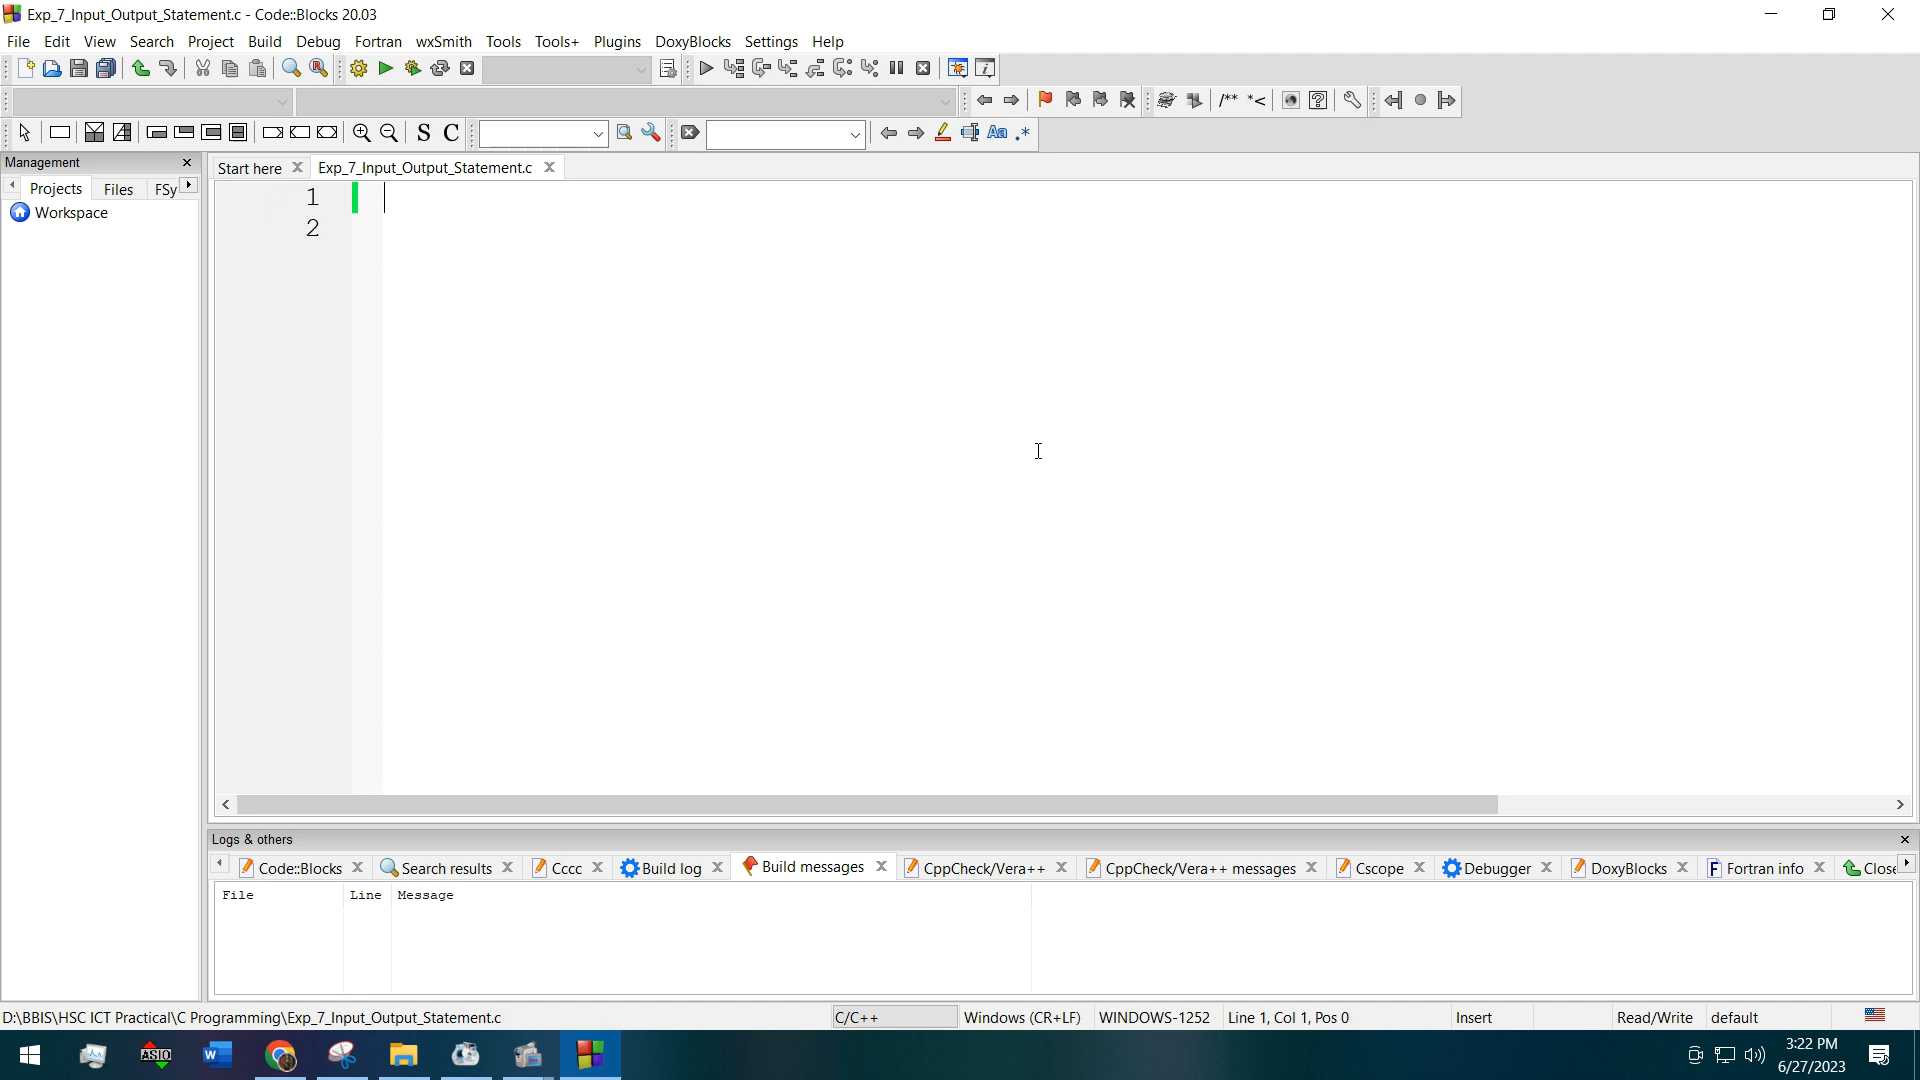 Exp_7_Input_Output_Statement.c - Code::Blocks 20.03
File Edit View Search Project Build Debug Fortran wxSmith Tools Tools+ Plugins DoxyBlocks Settings Help
/** *<
S C Aa .*
Management
Start here Exp_7_Input_Output_Statement.c
Projects Files FSy
Workspace
1
2
Logs & others
Code::Blocks Search results Cccc Build log Build messages CppCheck/Vera++ CppCheck/Vera++ messages Cscope Debugger DoxyBlocks Fortran info Close
File Line Message
D:\BBIS\HSC ICT Practical\C Programming\Exp_7_Input_Output_Statement.c C/C++ Windows (CR+LF) WINDOWS-1252 Line 1, Col 1, Pos 0 Insert Read/Write default
ASIO
3:22 PM
6/27/2023